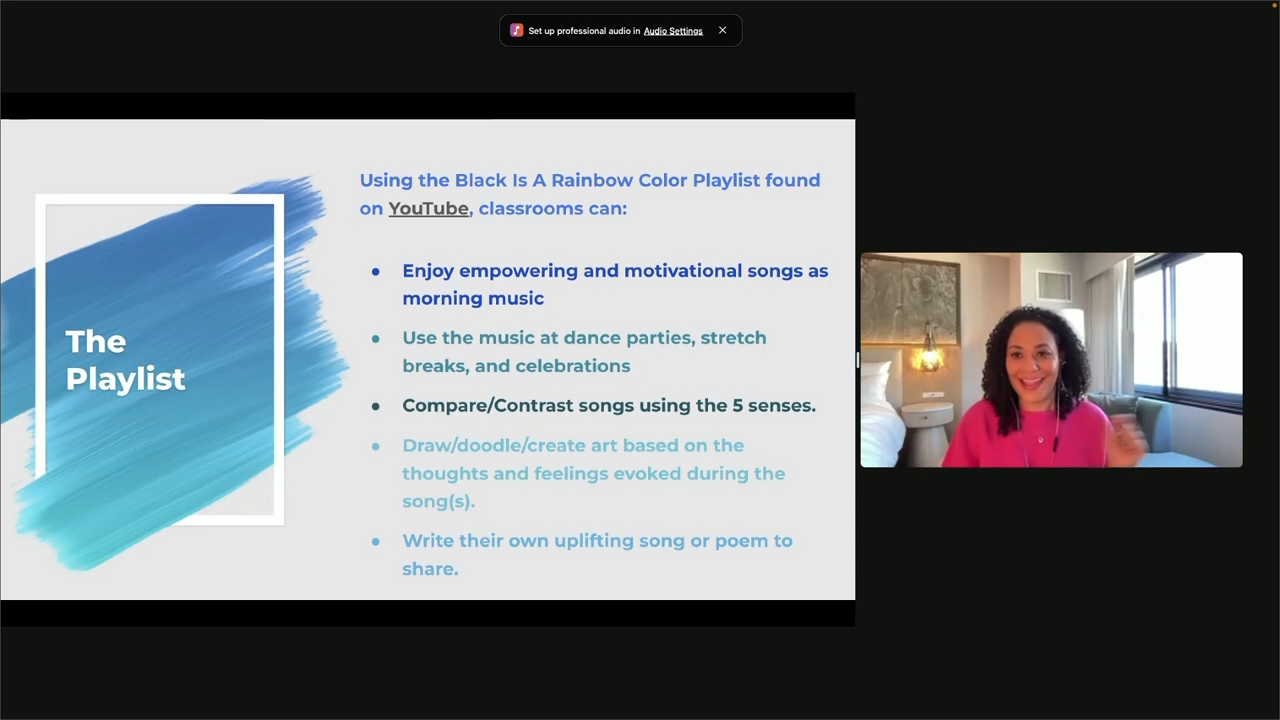 Set up professional audio in Audio Settings
The
Playlist
Using the Black Is A Rainbow Color Playlist found
on YouTube, classrooms can:
● Enjoy empowering and motivational songs as
morning music
● Use the music at dance parties, stretch
breaks, and celebrations
● Compare/Contrast songs using the 5 senses.
● Draw/doodle/create art based on the
thoughts and feelings evoked during the
song(s).
● Write their own uplifting song or poem to
share.